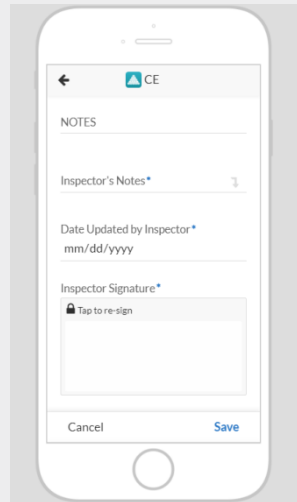 CE
NOTES
Inspector's Notes*
Date Updated by Inspector*
mm/dd/yyyy
Inspector Signature*
Tap to re-sign
Cancel Save